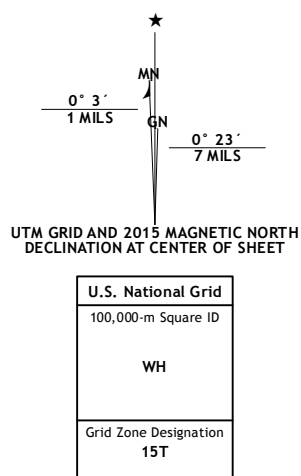 ★
MN
0° 3´
1 MILS
GN
0° 23´
7 MILS
UTM GRID AND 2015 MAGNETIC NORTH
DECLINATION AT CENTER OF SHEET
U.S. National Grid
100,000-m Square ID
WH
Grid Zone Designation
15T